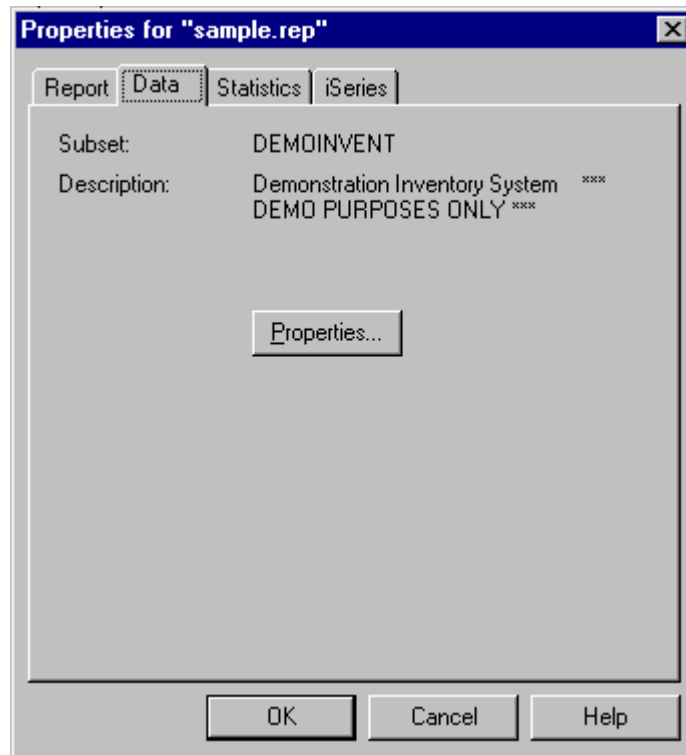 Properties for "sample.rep"
Report Data Statistics iSeries
Subset: DEMOINVENT
Description: Demonstration Inventory System ***
DEMO PURPOSES ONLY ***
Properties...
OK Cancel Help